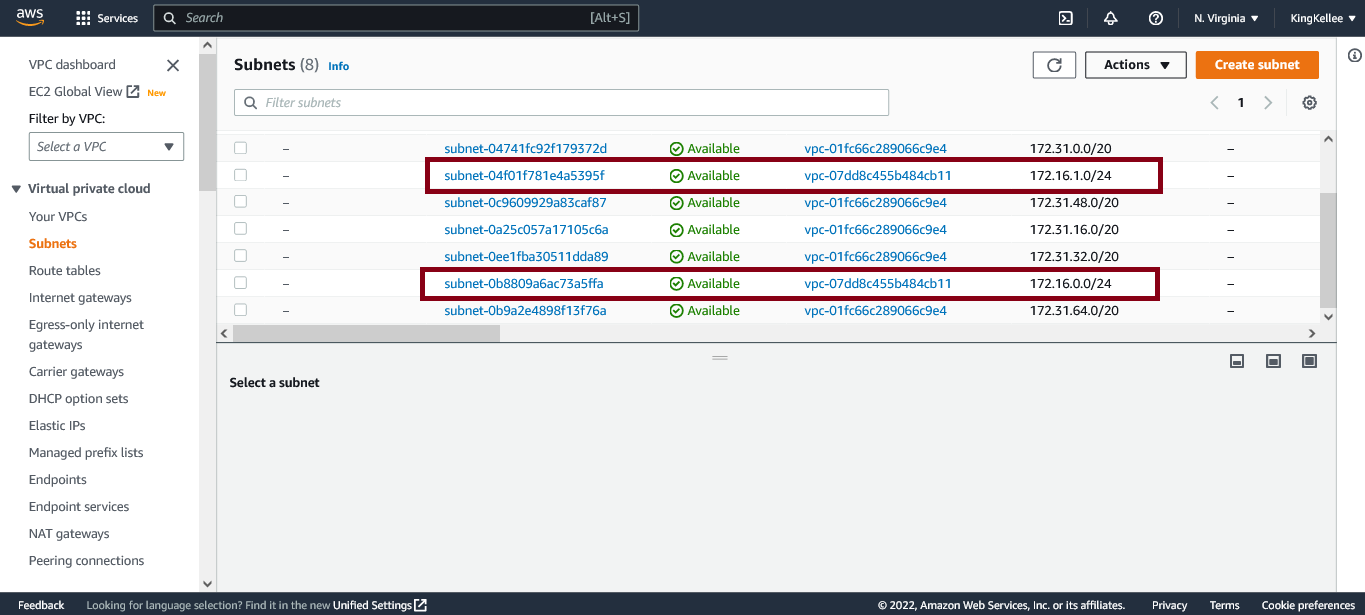 aws Services Search [Alt+S] N. Virginia KingKellee
VPC dashboard
EC2 Global View New
Filter by VPC:
Select a VPC
Virtual private cloud
Your VPCs
Subnets
Route tables
Internet gateways
Egress-only internet
gateways
Carrier gateways
DHCP option sets
Elastic IPs
Managed prefix lists
Endpoints
Endpoint services
NAT gateways
Peering connections
Subnets (8) Info
Actions Create subnet
Filter subnets
1
– subnet-04741fc92f179372d Available vpc-01fc66c289066c9e4 172.31.0.0/20 –
– subnet-04f01f781e4a5395f Available vpc-07dd8c455b484cb11 172.16.1.0/24 –
– subnet-0c9609929a83caf87 Available vpc-01fc66c289066c9e4 172.31.48.0/20 –
– subnet-0a25c057a17105c6a Available vpc-01fc66c289066c9e4 172.31.16.0/20 –
– subnet-0ee1fba30511dda89 Available vpc-01fc66c289066c9e4 172.31.32.0/20 –
– subnet-0b8809a6ac73a5ffa Available vpc-07dd8c455b484cb11 172.16.0.0/24 –
– subnet-0b9a2e4898f13f76a Available vpc-01fc66c289066c9e4 172.31.64.0/20 –
Select a subnet
Feedback Looking for language selection? Find it in the new Unified Settings © 2022, Amazon Web Services, Inc. or its affiliates. Privacy Terms Cookie preferences